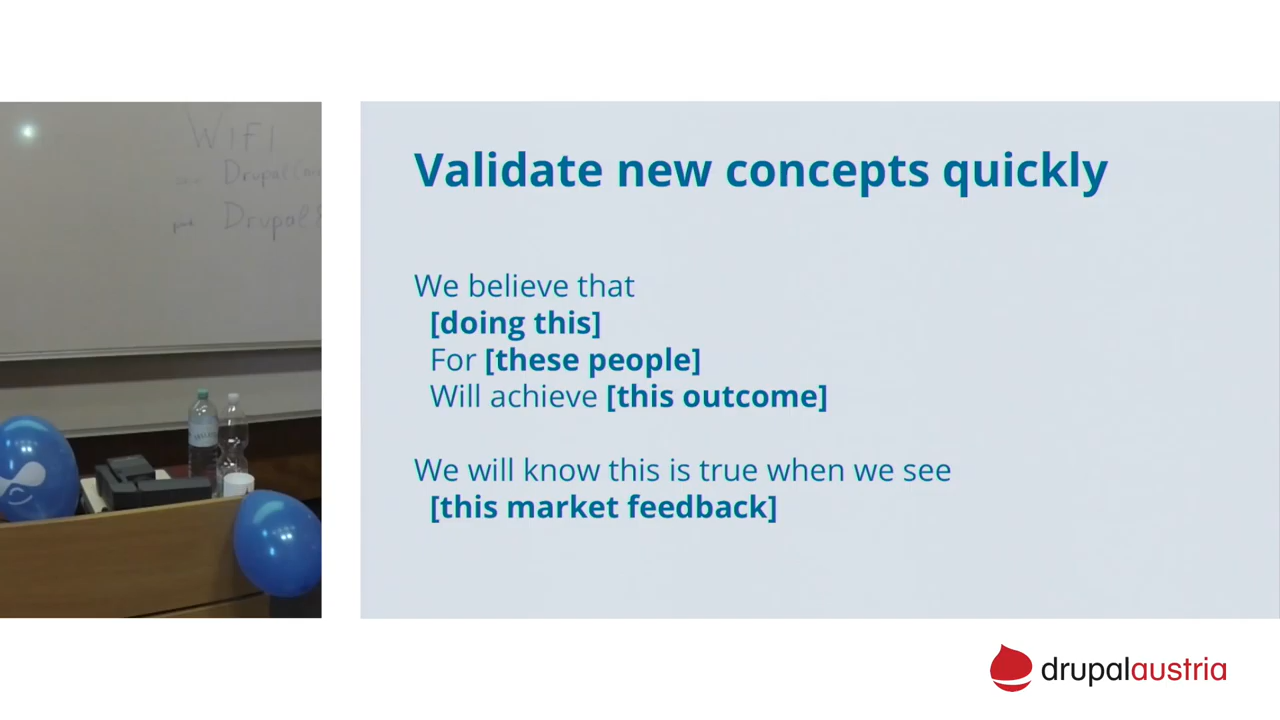 WIFI
Validate new concepts quickly
We believe that
[doing this]
For [these people]
Will achieve [this outcome]
We will know this is true when we see
[this market feedback]
drupalaustria